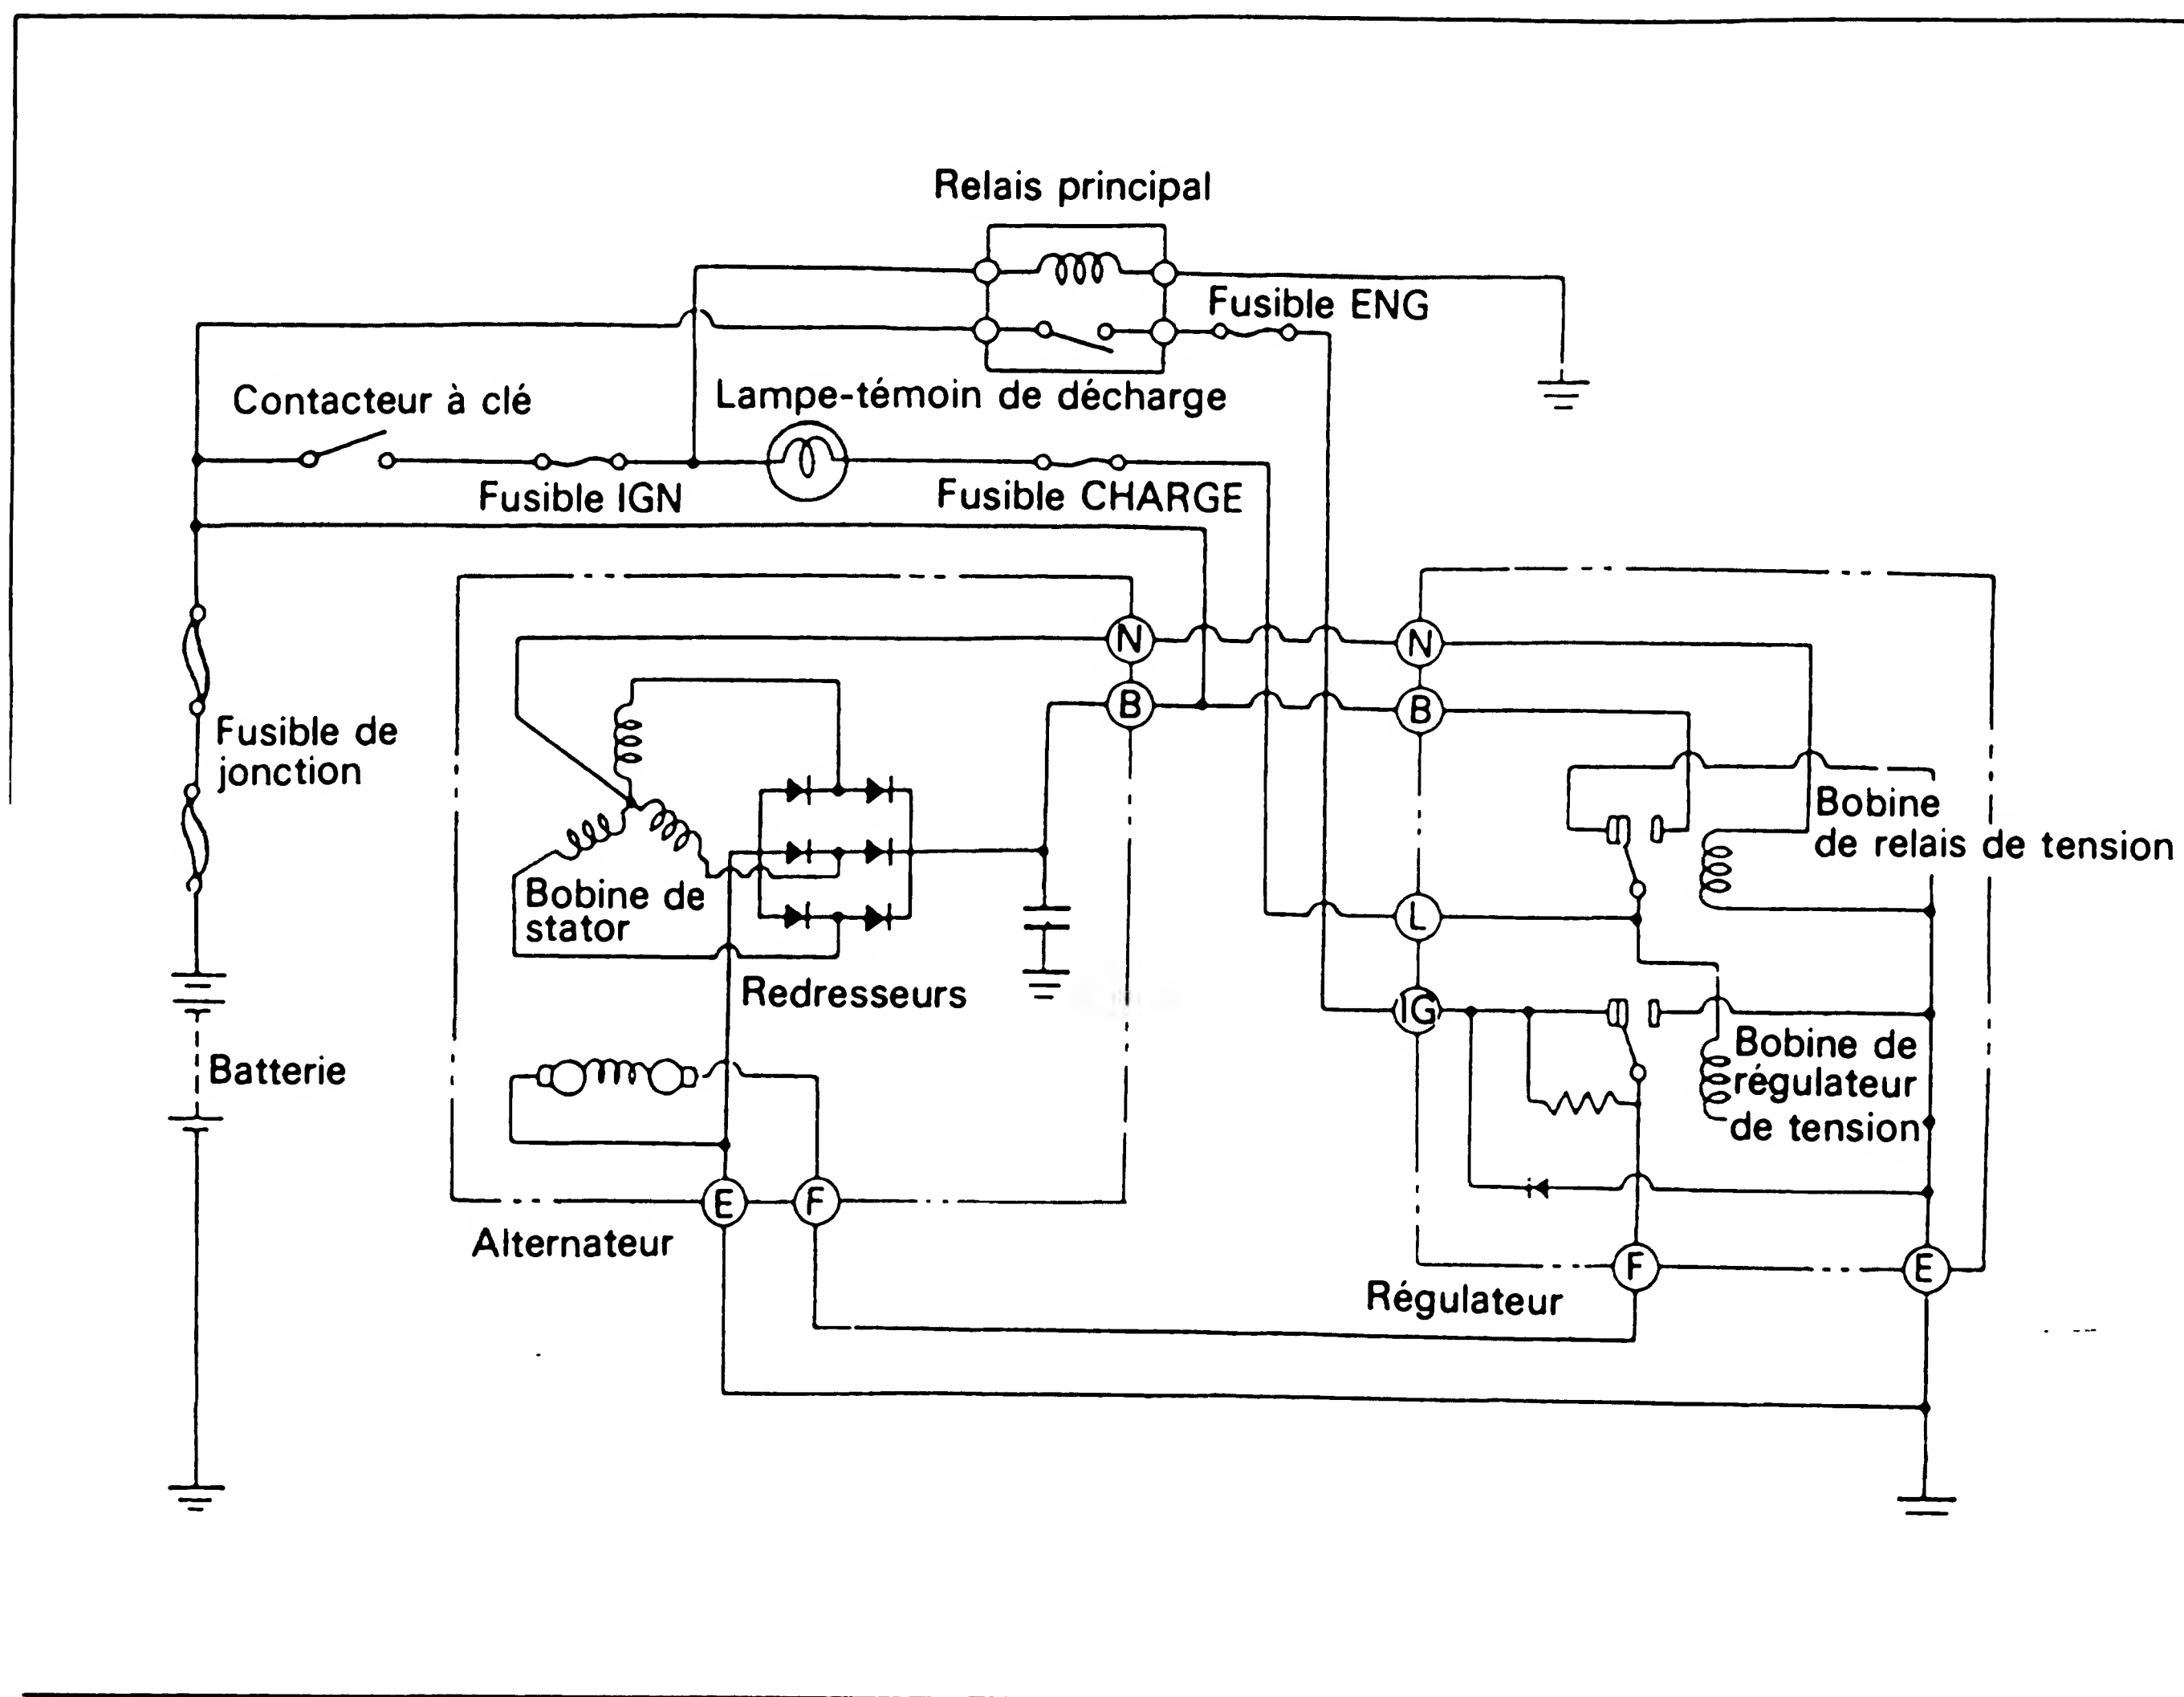 Relais principal
Fusible ENG
Contacteur à clé
Lampe-témoin de décharge
Fusible IGN
Fusible CHARGE
N
N
B
B
Fusible de
jonction
Bobine
de relais de tension
Bobine de
stator
L
Redresseurs
IG
Batterie
Bobine de
régulateur
de tension
E
F
Alternateur
F
E
Régulateur